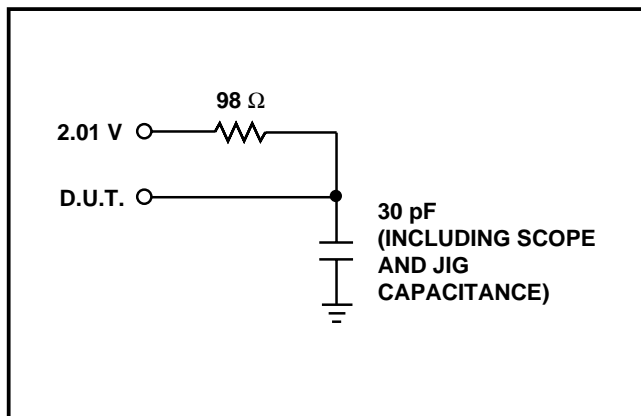 98 Ω
2.01 V
D.U.T.
30 pF
(INCLUDING SCOPE
AND JIG
CAPACITANCE)